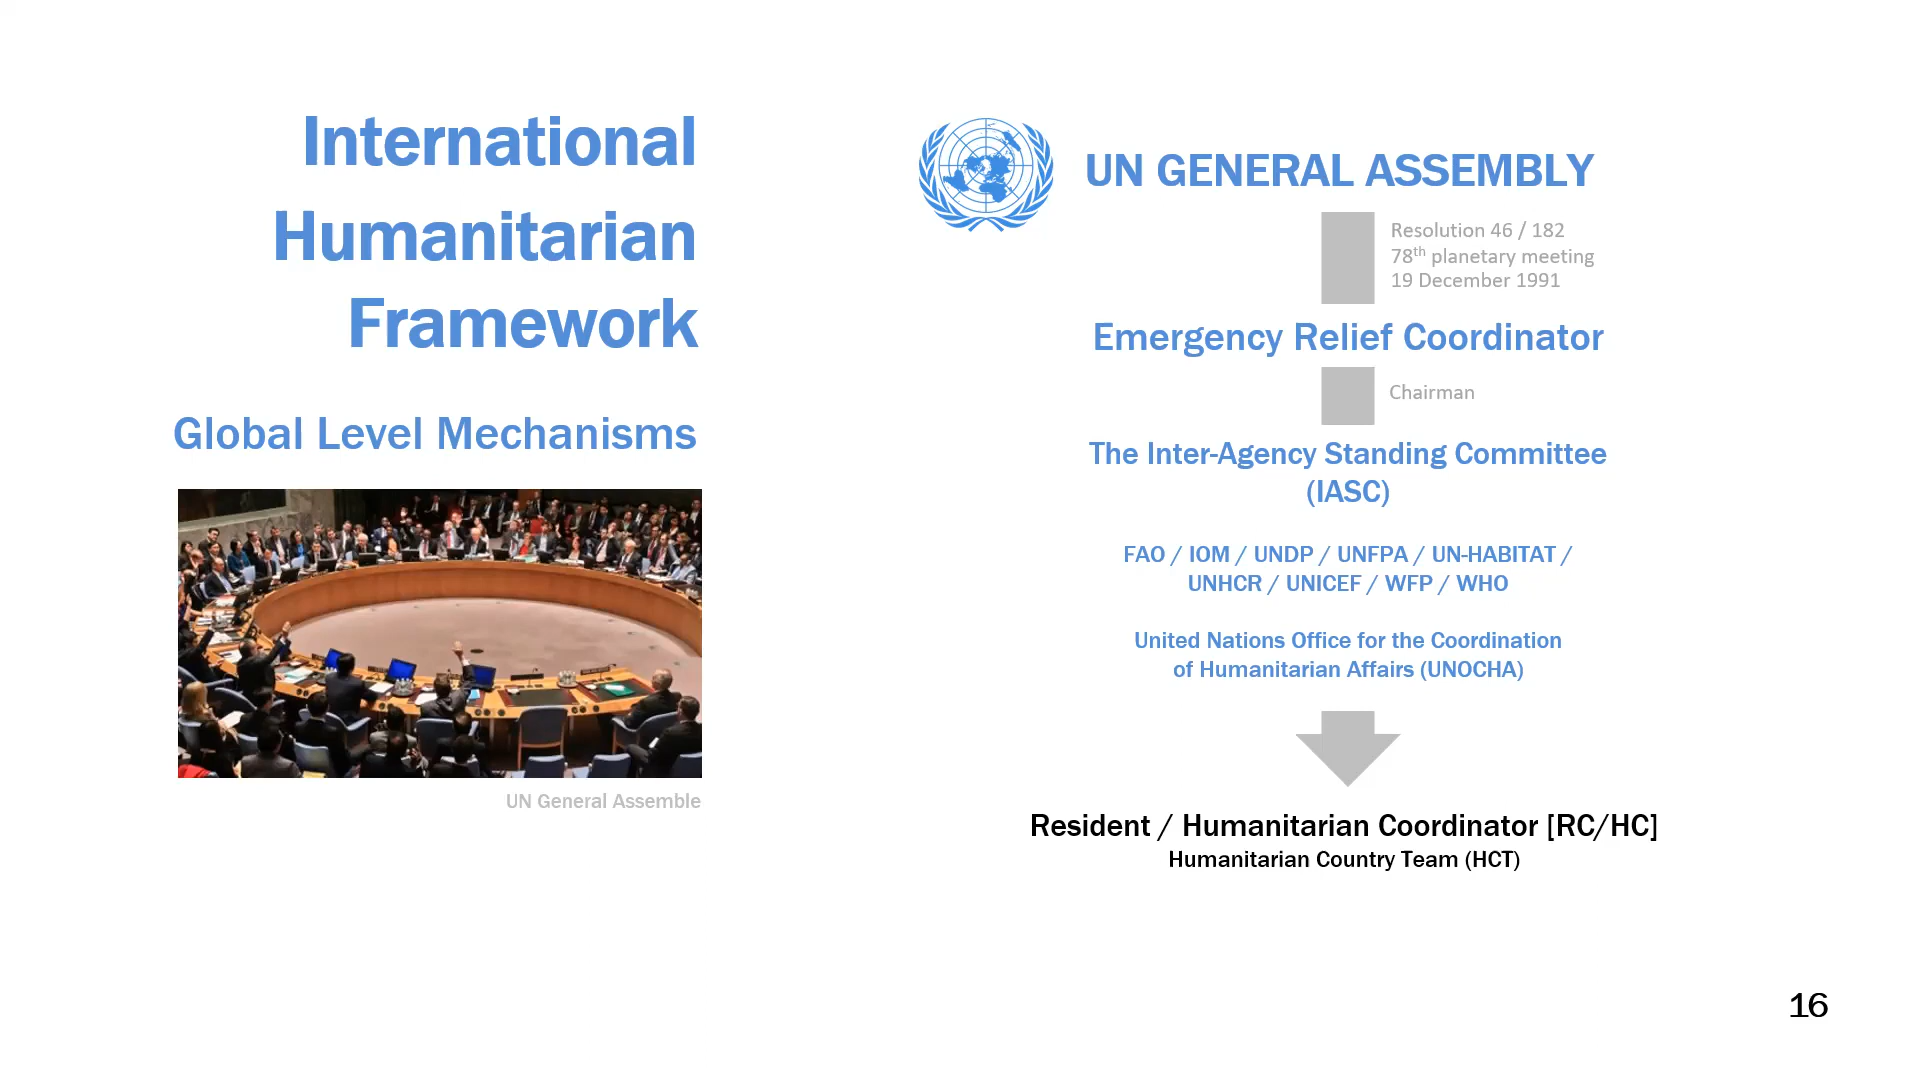 International
Humanitarian
Framework
Global Level Mechanisms
UN General Assemble
UN GENERAL ASSEMBLY
Resolution 46 / 182
78th planetary meeting
19 December 1991
Emergency Relief Coordinator
Chairman
The Inter-Agency Standing Committee
(IASC)
FAO / IOM / UNDP / UNFPA / UN-HABITAT /
UNHCR / UNICEF / WFP / WHO
United Nations Office for the Coordination
of Humanitarian Affairs (UNOCHA)
Resident / Humanitarian Coordinator [RC/HC]
Humanitarian Country Team (HCT)
16